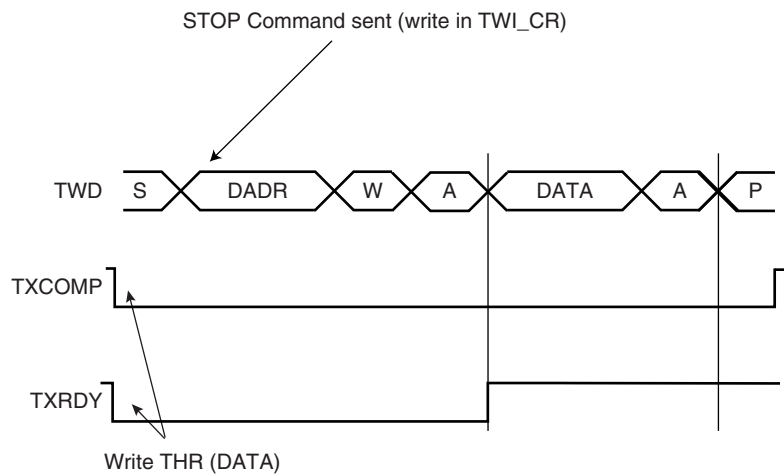 STOP Command sent (write in TWI_CR)
TWD S DADR W A DATA A P
TXCOMP
TXRDY
Write THR (DATA)